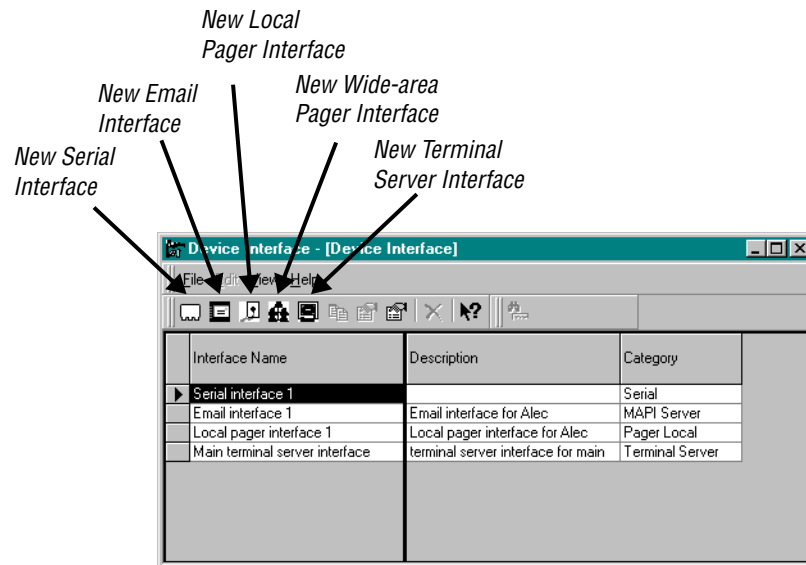 New Local
Pager Interface
New Email
Interface
New Wide-area
Pager Interface
New Serial
Interface
New Terminal
Server Interface
Device Interface - [Device Interface]
File Edit View Help
Interface Name Description Category
Serial interface 1 Serial
Email interface 1 Email interface for Alec MAPI Server
Local pager interface 1 Local pager interface for Alec Pager Local
Main terminal server interface terminal server interface for main Terminal Server